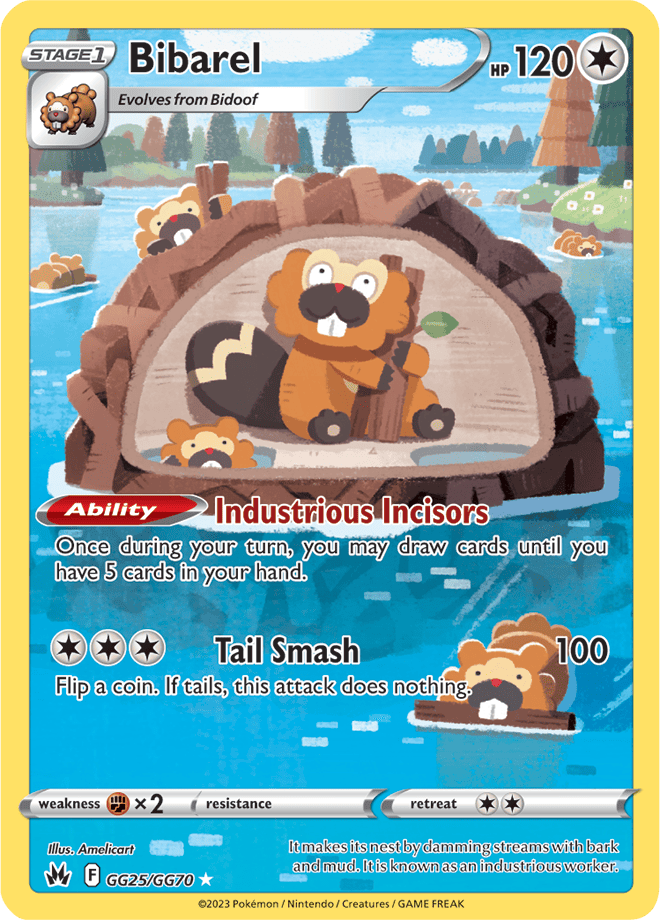 STAGE 1
Bibarel
HP 120
Evolves from Bidoof
Ability
Industrious Incisors
Once during your turn, you may draw cards until you
have 5 cards in your hand.
Tail Smash
100
Flip a coin. If tails, this attack does nothing.
weakness ×2
resistance
retreat
Illus. Amelicart
It makes its nest by damming streams with bark
and mud. It is known as an industrious worker.
F GG25/GG70
©2023 Pokémon / Nintendo / Creatures / GAME FREAK